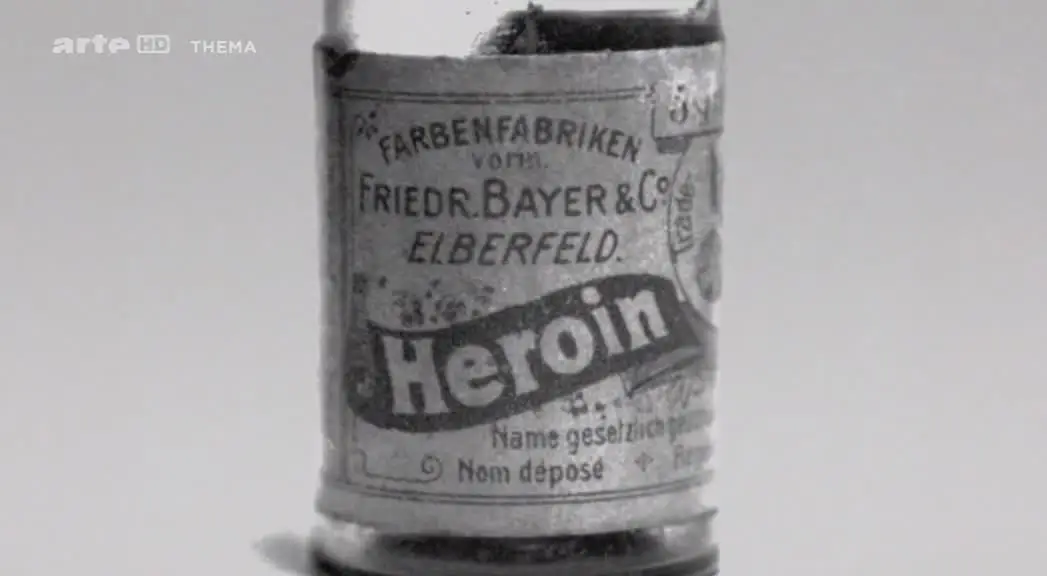 arte HD THEMA
FARBENFABRIKEN
vorm.
FRIEDR. BAYER & Co
ELBERFELD.
Heroin
Name gesetzlich
Nom déposé